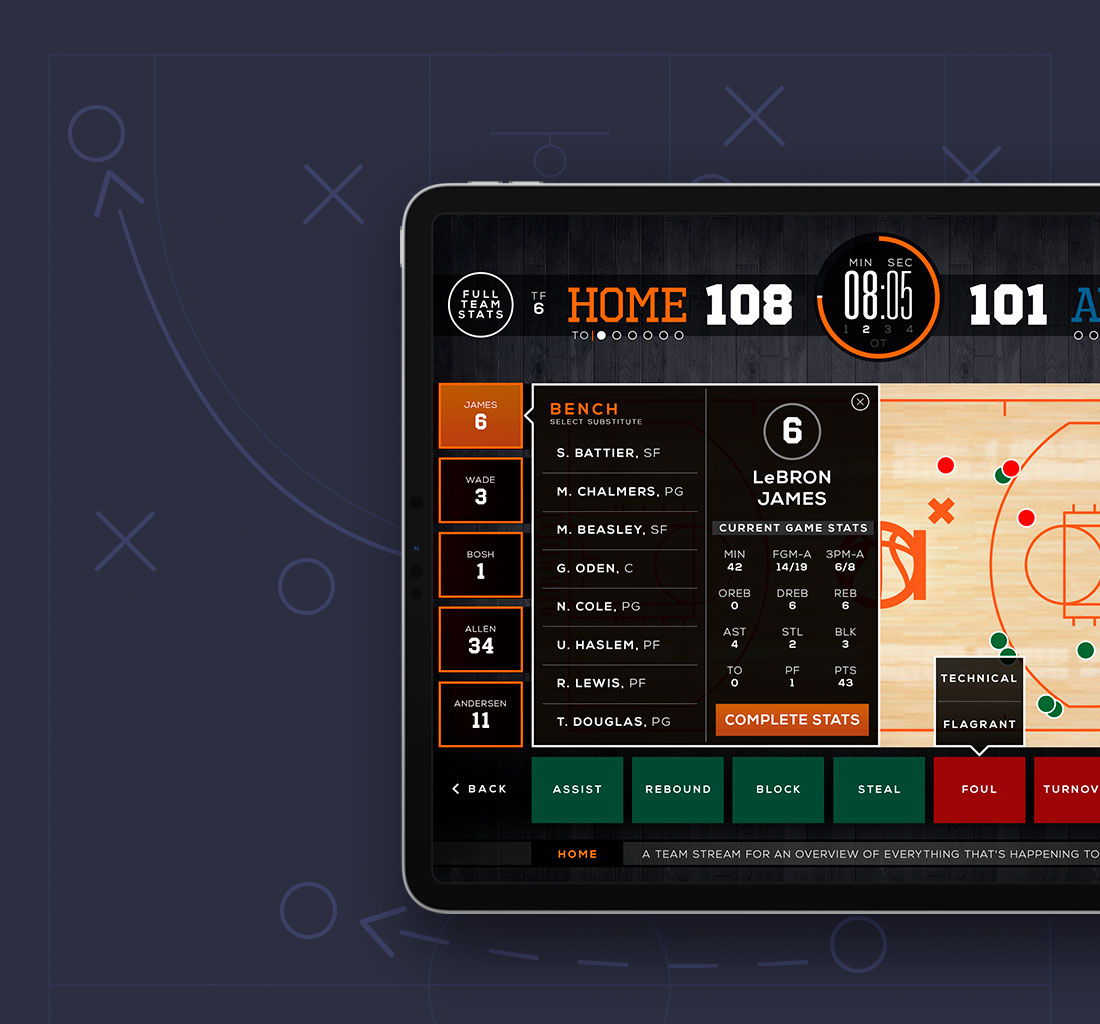 FULL
TEAM
STATS
TF
6
HOME 108
TO
MIN SEC
08:05
1 2 3 4
OT
101
JAMES
6
WADE
3
BOSH
1
ALLEN
34
ANDERSEN
11
BENCH
SELECT SUBSTITUTE
S. BATTIER, SF
M. CHALMERS, PG
M. BEASLEY, SF
G. ODEN, C
N. COLE, PG
U. HASLEM, PF
R. LEWIS, PF
T. DOUGLAS, PG
6
LeBRON
JAMES
CURRENT GAME STATS
MIN FGM-A 3PM-A
42 14/19 6/8
OREB DREB REB
0 6 6
AST STL BLK
4 2 3
TO PF PTS
0 1 43
COMPLETE STATS
TECHNICAL
FLAGRANT
BACK
ASSIST
REBOUND
BLOCK
STEAL
FOUL
TURNOV
HOME A TEAM STREAM FOR AN OVERVIEW OF EVERYTHING THAT'S HAPPENING TO